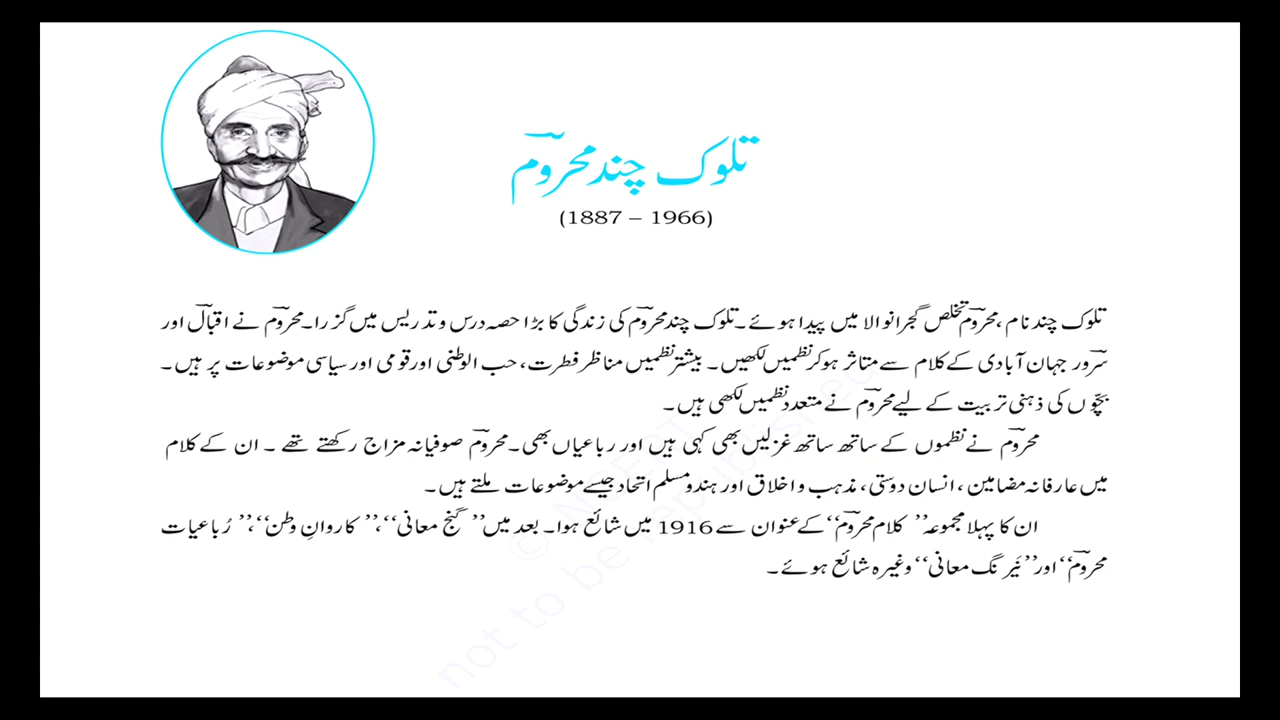 تلوک چند محرومؔ
(1887 – 1966)
تلوک چند نام، محرومؔ تخلص گجرانوالا میں پیدا ہوئے۔ تلوک چند محرومؔ کی زندگی کا بڑا حصہ درس و تدریس میں گزرا۔ محرومؔ نے اقبالؔ اور
سرورؔ جہان آبادی کے کلام سے متاثر ہوکر نظمیں لکھیں۔ بیشتر نظمیں مناظر فطرت، حب الوطنی اور قومی اور سیاسی موضوعات پر ہیں۔
بچّوں کی ذہنی تربیت کے لیے محرومؔ نے متعدد نظمیں لکھی ہیں۔
محرومؔ نے نظموں کے ساتھ ساتھ غزلیں بھی کہی ہیں اور رباعیاں بھی۔ محرومؔ صوفیانہ مزاج رکھتے تھے۔ ان کے کلام
میں عارفانہ مضامین، انسان دوستی، مذہب و اخلاق اور ہندو مسلم اتحاد جیسے موضوعات ملتے ہیں۔
ان کا پہلا مجموعہ ’’کلام محرومؔ‘‘ کے عنوان سے 1916 میں شائع ہوا۔ بعد میں ’’گنج معانی‘‘، ’’کاروانِ وطن‘‘، ’’رُباعیات
محرومؔ‘‘ اور ’’نَیرنگ معانی‘‘ وغیرہ شائع ہوئے۔
not to be republished